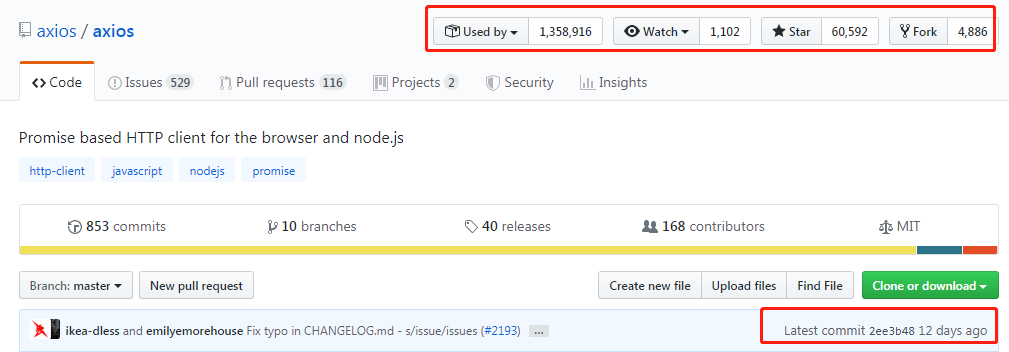 axios / axios Used by 1,358,916 Watch 1,102 Star 60,592 Fork 4,886
Code Issues 529 Pull requests 116 Projects 2 Security Insights
Promise based HTTP client for the browser and node.js
http-client javascript nodejs promise
853 commits 10 branches 40 releases 168 contributors MIT
Branch: master New pull request Create new file Upload files Find File Clone or download
ikea-dless and emilyemorehouse Fix typo in CHANGELOG.md - s/issue/issues (#2193) ... Latest commit 2ee3b48 12 days ago